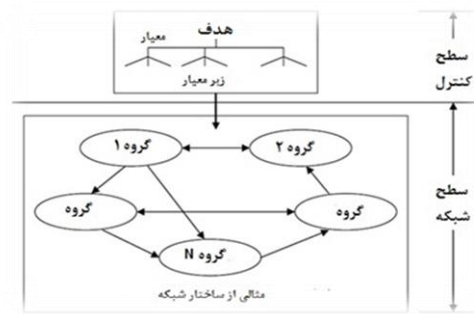 هدف
معیار
زیر معیار
سطح
کنترل
گروه ۱
گروه ۲
گروه
گروه
گروه N
سطح
شبکه
مثالی از ساختار شبکه